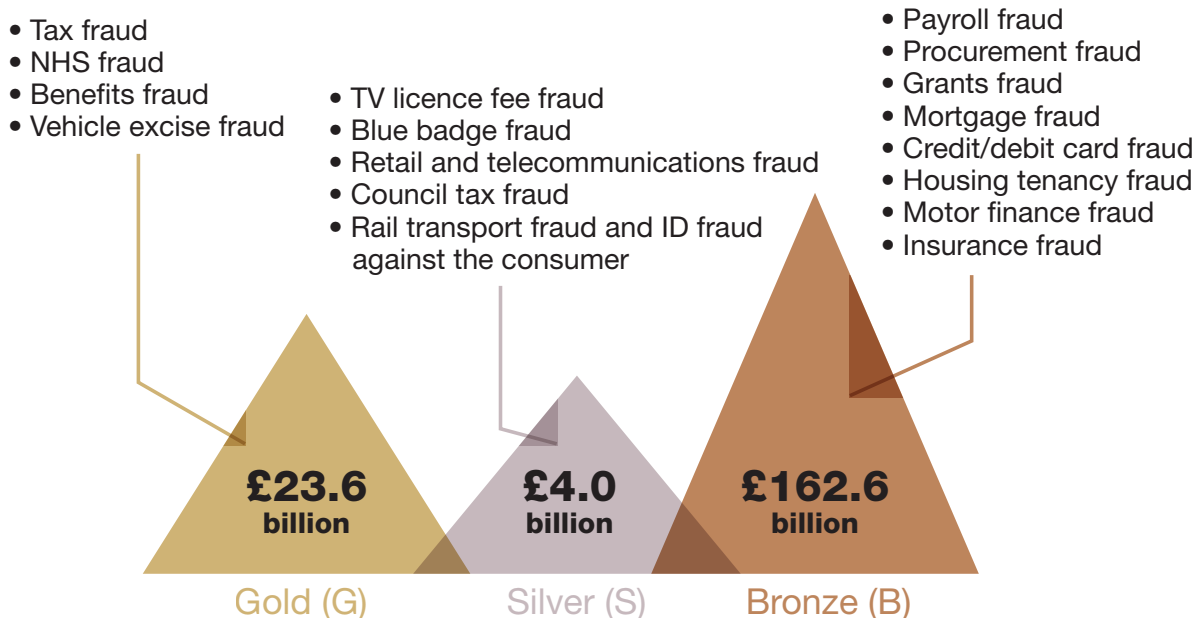 • Tax fraud
• NHS fraud
• Benefits fraud
• Vehicle excise fraud
• TV licence fee fraud
• Blue badge fraud
• Retail and telecommunications fraud
• Council tax fraud
• Rail transport fraud and ID fraud
against the consumer
• Payroll fraud
• Procurement fraud
• Grants fraud
• Mortgage fraud
• Credit/debit card fraud
• Housing tenancy fraud
• Motor finance fraud
• Insurance fraud
£23.6
billion
£4.0
billion
£162.6
billion
Gold (G)
Silver (S)
Bronze (B)